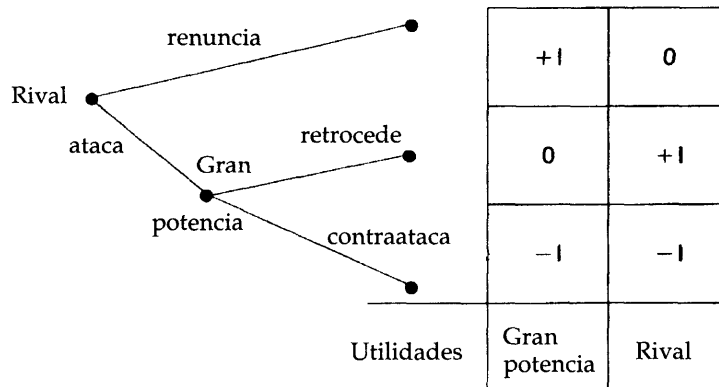 renuncia
+1 0
Rival
ataca
Gran
potencia
retrocede
0 +1
contraataca
-1 -1
Utilidades
Gran
potencia
Rival